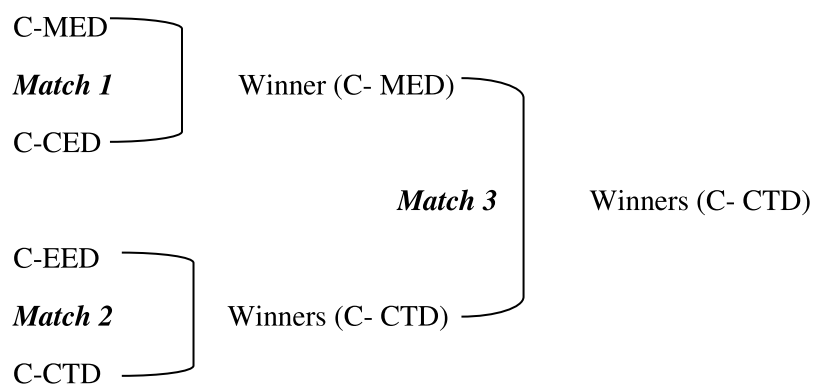 C-MED
Match 1
Winner (C- MED)
C-CED
Match 3
Winners (C- CTD)
C-EED
Match 2
Winners (C- CTD)
C-CTD